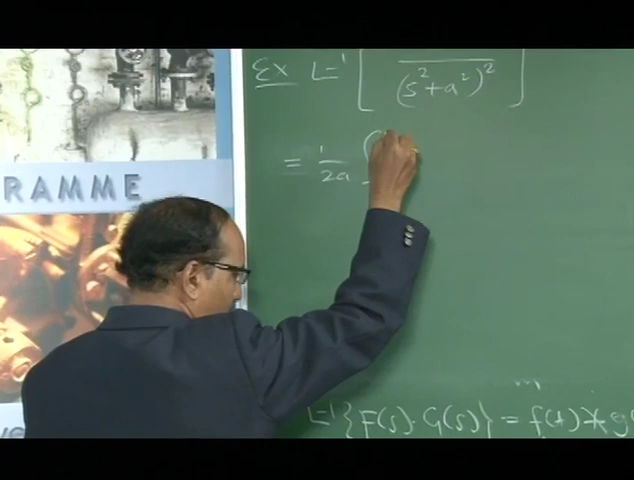 Ex L⁻¹ [ ─── / (s² + a²)² ]
= 1/2a
RAMME
L⁻¹{F(s)·G(s)} = f(t) * g